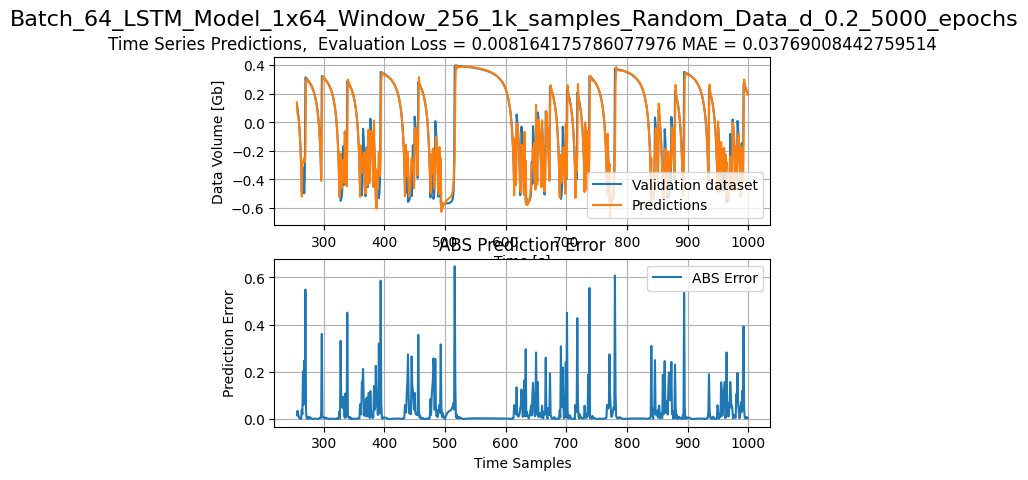 Batch_64_LSTM_Model_1x64_Window_256_1k_samples_Random_Data_d_0.2_5000_epochs
Time Series Predictions,  Evaluation Loss = 0.008164175786077976 MAE = 0.03769008442759514
Data Volume [Gb]
0.4
0.2
0.0
−0.2
−0.4
−0.6
Validation dataset
Predictions
300 400 500 600 700 800 900 1000
Time [s]
ABS Prediction Error
Prediction Error
0.6
0.4
0.2
0.0
ABS Error
300 400 500 600 700 800 900 1000
Time Samples